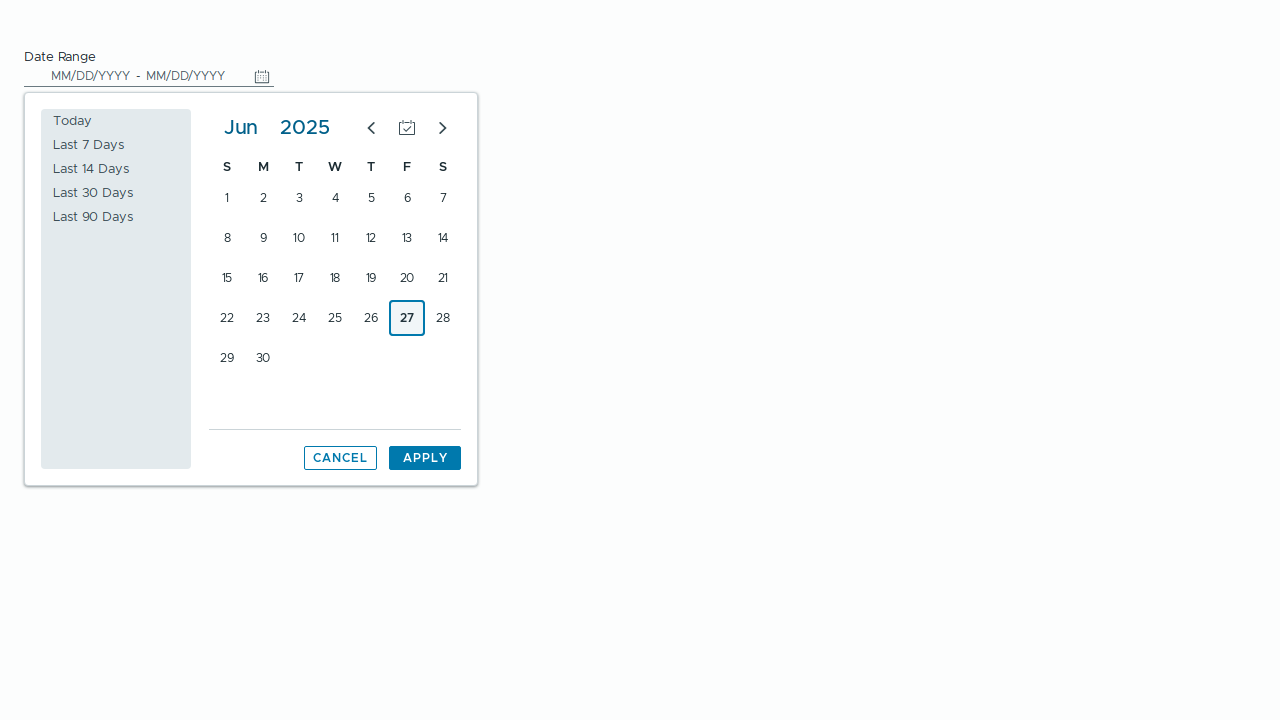 Date Range
MM/DD/YYYY - MM/DD/YYYY
Today
Last 7 Days
Last 14 Days
Last 30 Days
Last 90 Days
Jun 2025
S M T W T F S
1 2 3 4 5 6 7
8 9 10 11 12 13 14
15 16 17 18 19 20 21
22 23 24 25 26 27 28
29 30
CANCEL APPLY